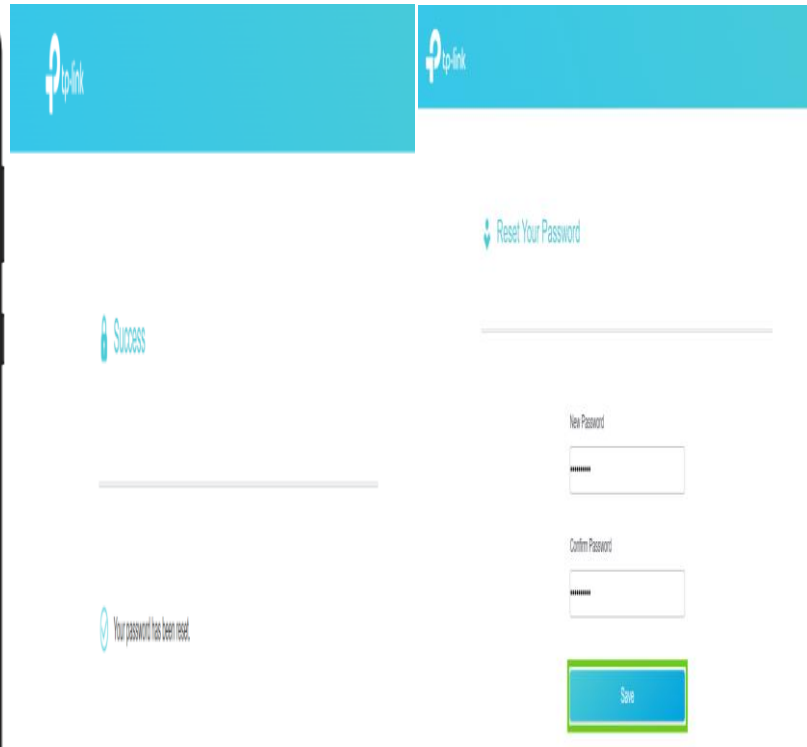 tp-link
Success
Your password has been reset.
tp-link
Reset Your Password
New Password
Confirm Password
Save